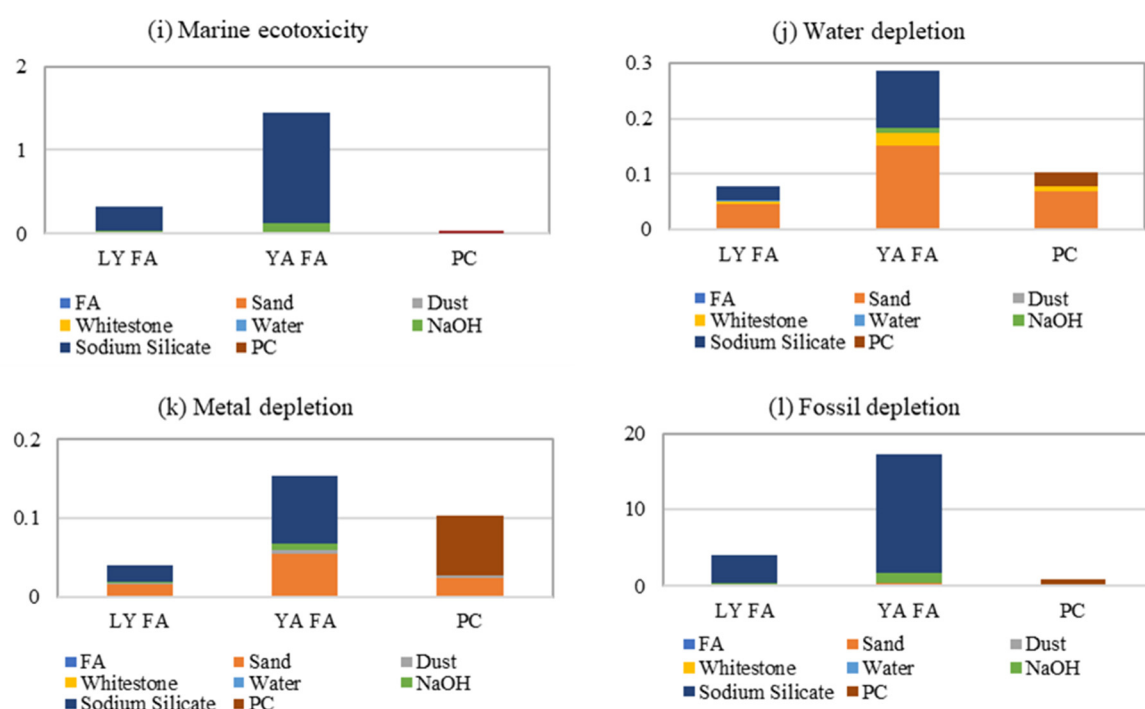 (i) Marine ecotoxicity
2
1
0
LY FA YA FA PC
FA Sand Dust
Whitestone Water NaOH
Sodium Silicate PC
(j) Water depletion
0.3
0.2
0.1
0
LY FA YA FA PC
FA Sand Dust
Whitestone Water NaOH
Sodium Silicate PC
(k) Metal depletion
0.2
0.1
0
LY FA YA FA PC
FA Sand Dust
Whitestone Water NaOH
Sodium Silicate PC
(l) Fossil depletion
20
10
0
LY FA YA FA PC
FA Sand Dust
Whitestone Water NaOH
Sodium Silicate PC